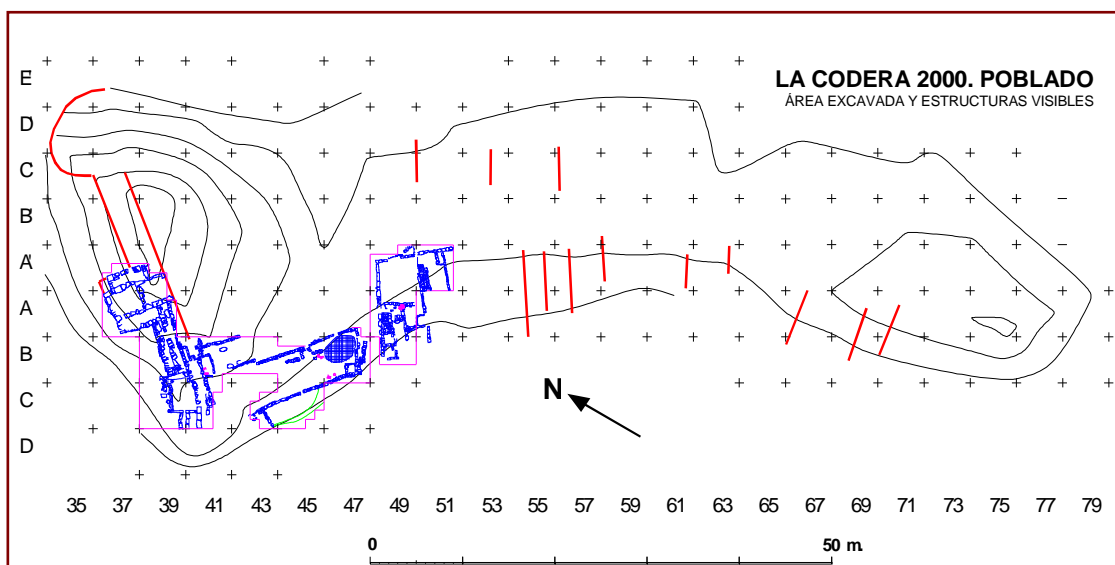 LA CODERA 2000. POBLADO
ÁREA EXCAVADA Y ESTRUCTURAS VISIBLES
E
D'
C
B
A'
A
B
C
D
N
35 37 39 41 43 45 47 49 51 53 55 57 59 61 63 65 67 69 71 73 75 77 79
0 50 m.